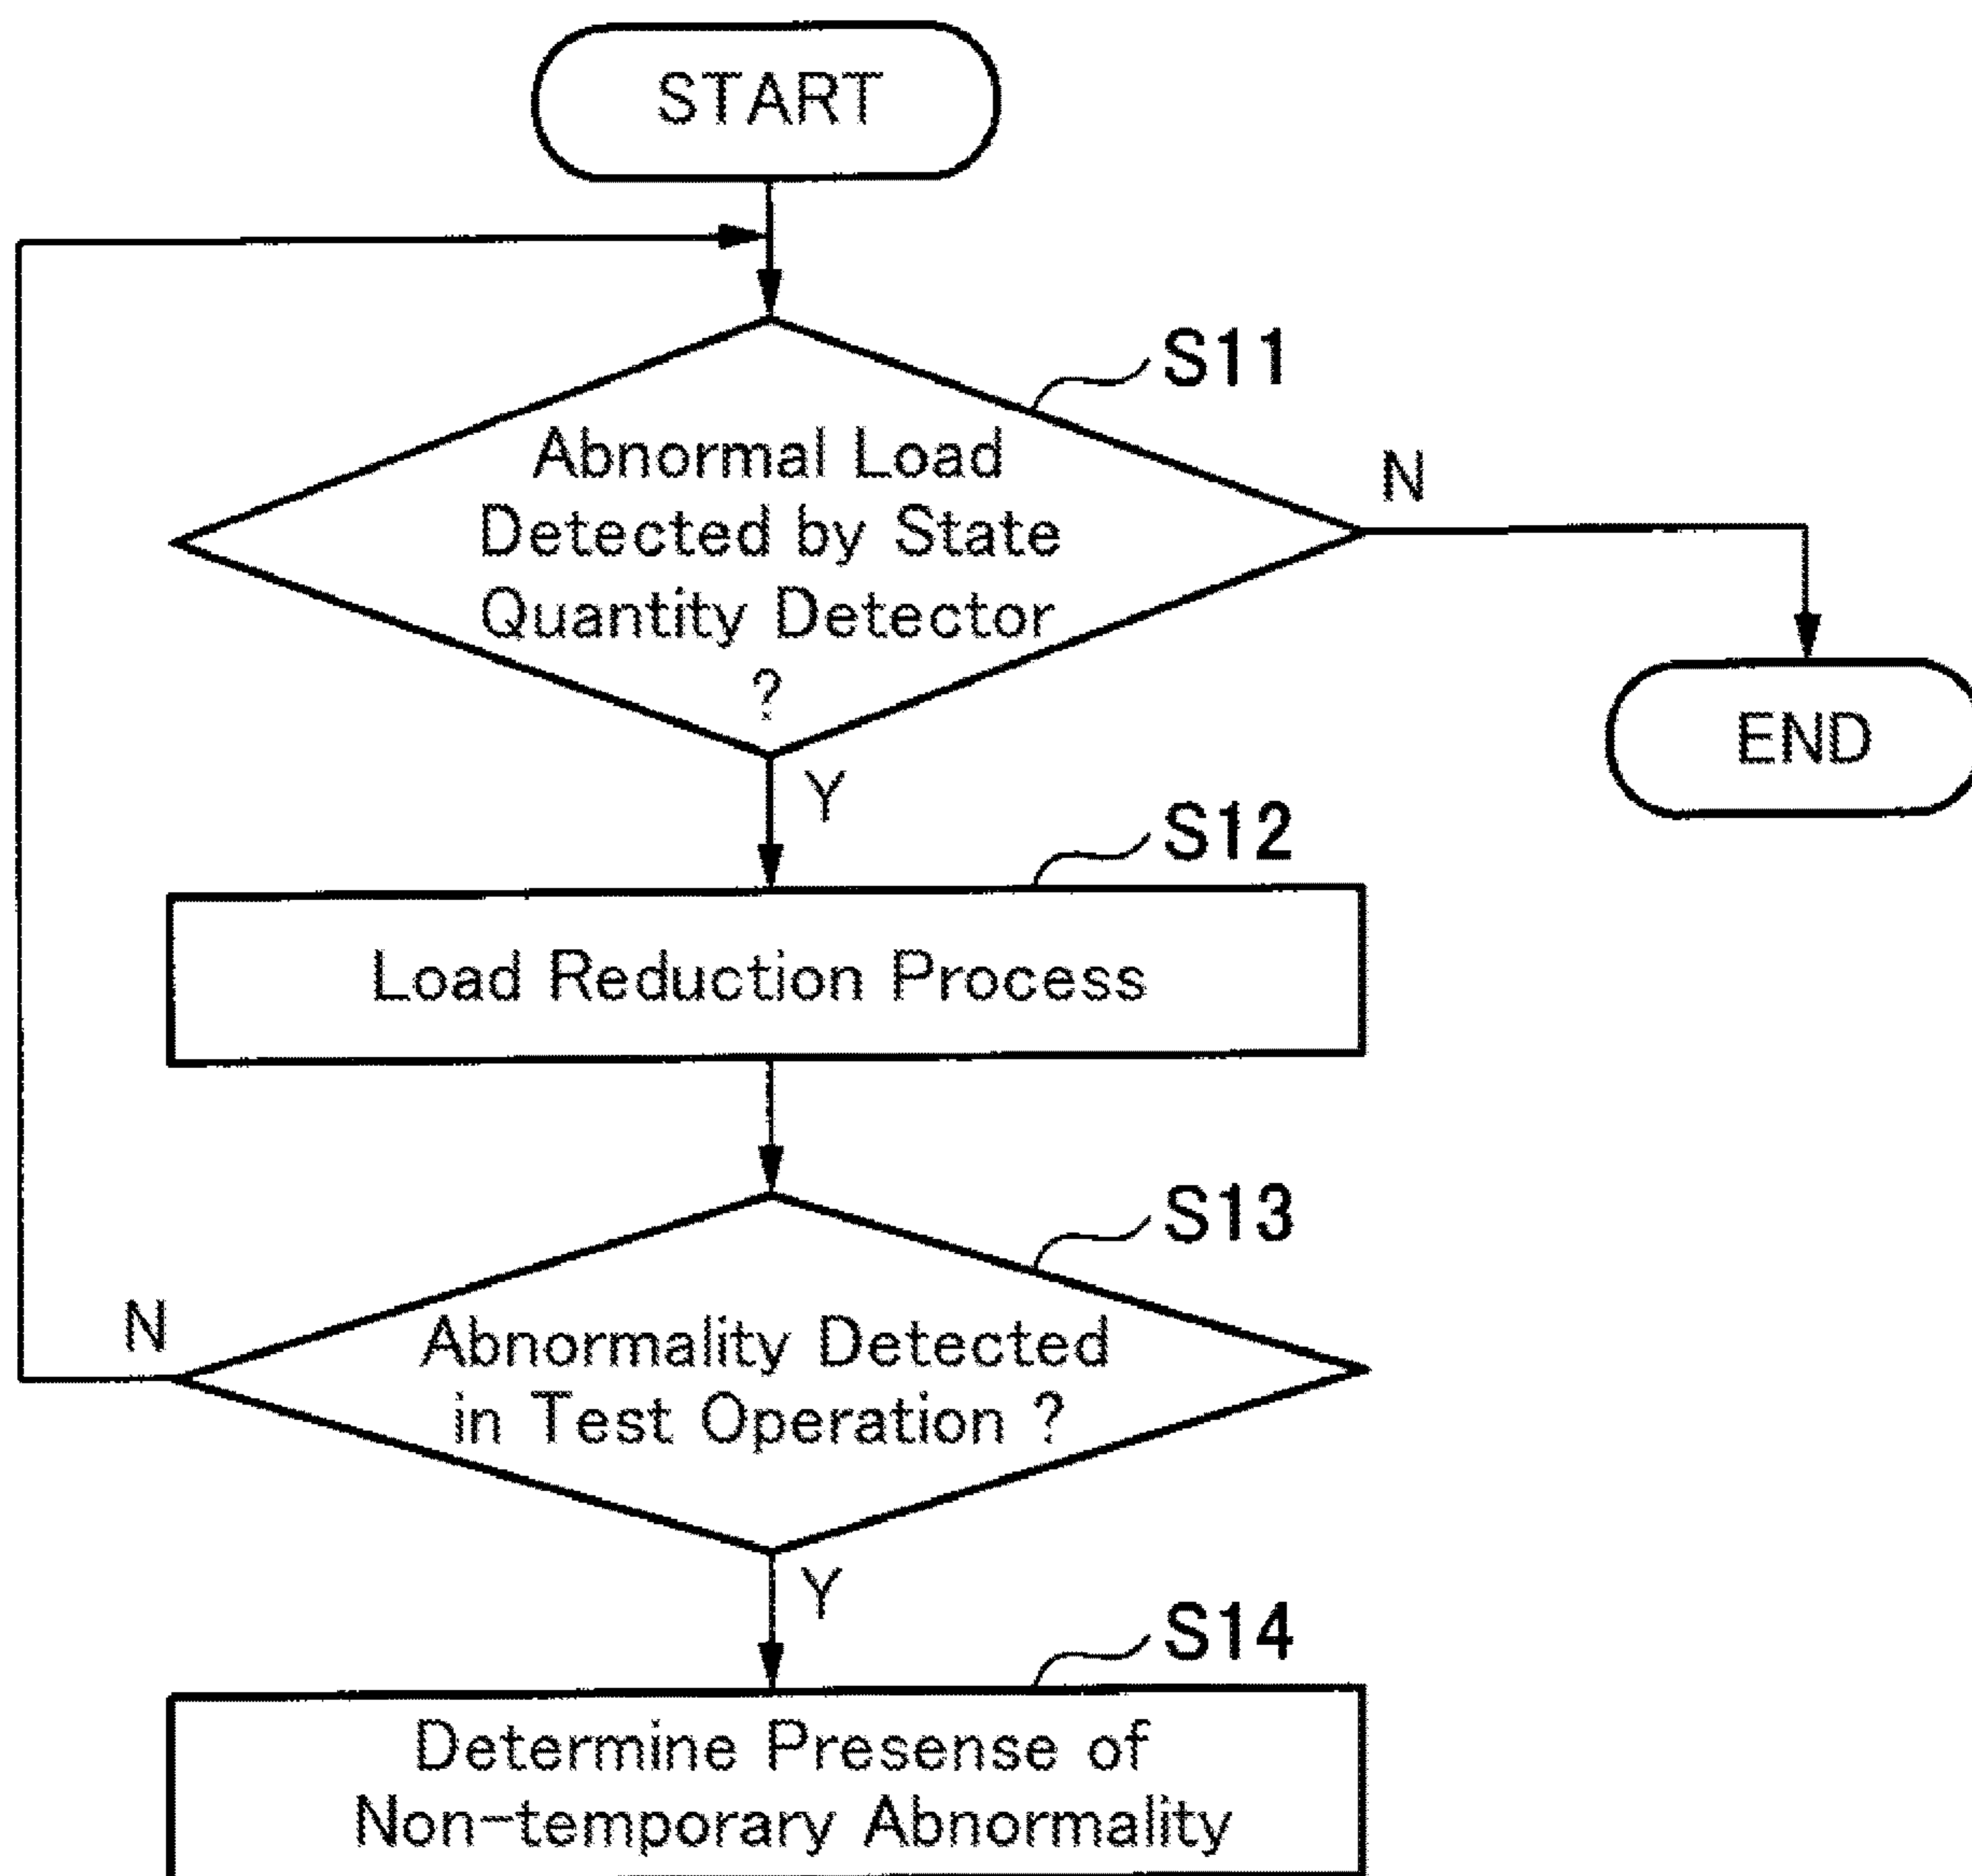 START
S11
Abnormal Load
Detected by State
Quantity Detector
?
N
END
Y
S12
Load Reduction Process
S13
N
Abnormality Detected
in Test Operation ?
Y
S14
Determine Presense of
Non-temporary Abnormality